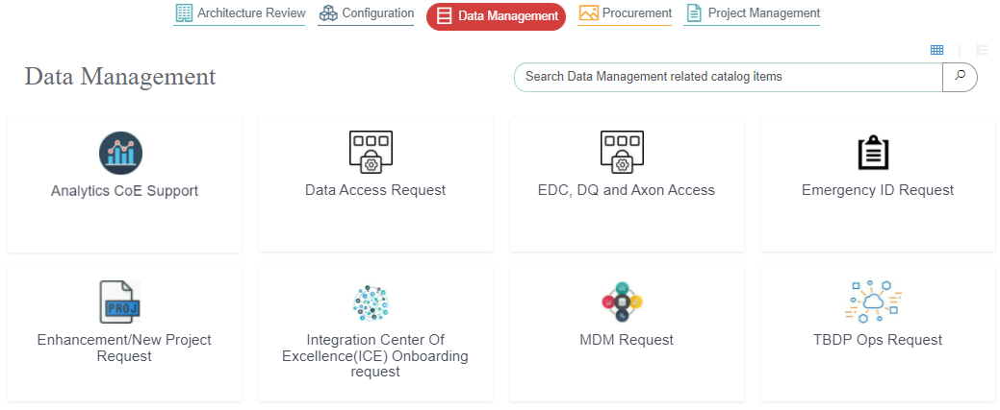 Architecture Review
Configuration
Data Management
Procurement
Project Management
Data Management
Search Data Management related catalog items
Analytics CoE Support
Data Access Request
EDC, DQ and Axon Access
Emergency ID Request
PROJ
Enhancement/New Project
Request
Integration Center Of
Excellence(ICE) Onboarding
request
MDM Request
TBDP Ops Request